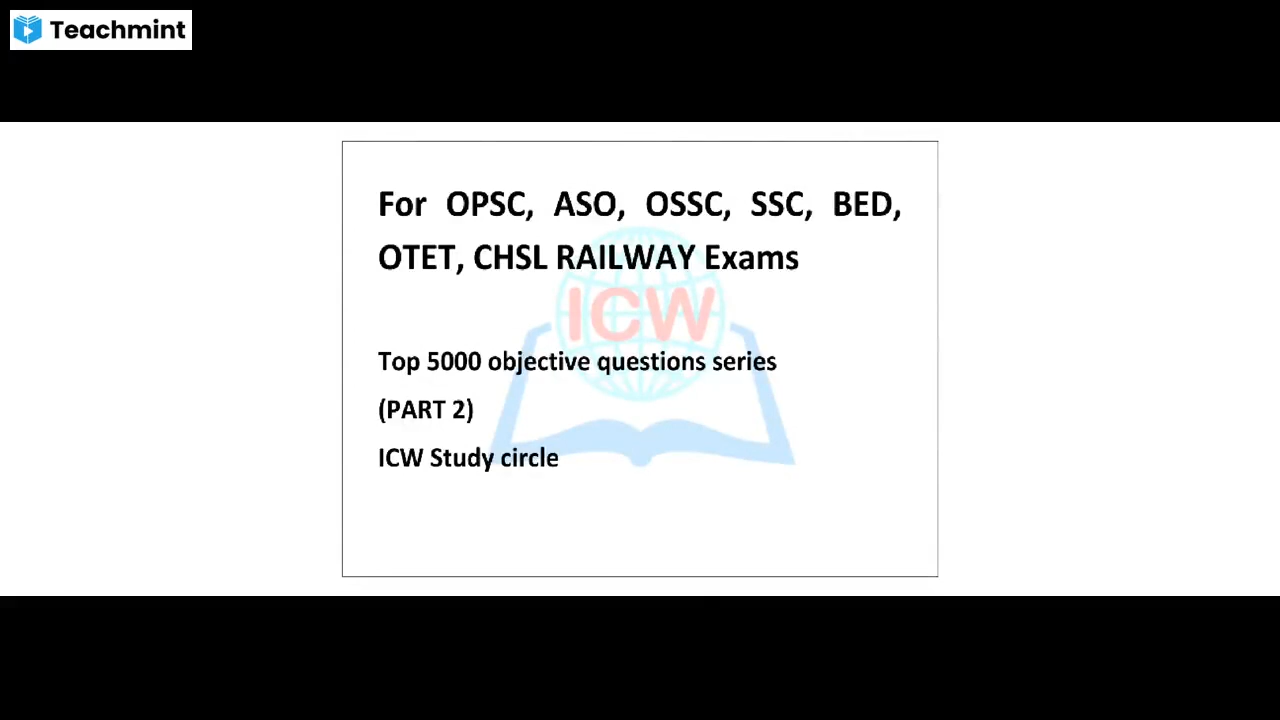 Teachmint
For OPSC, ASO, OSSC, SSC, BED,
OTET, CHSL RAILWAY Exams
ICW
Top 5000 objective questions series
(PART 2)
ICW Study circle